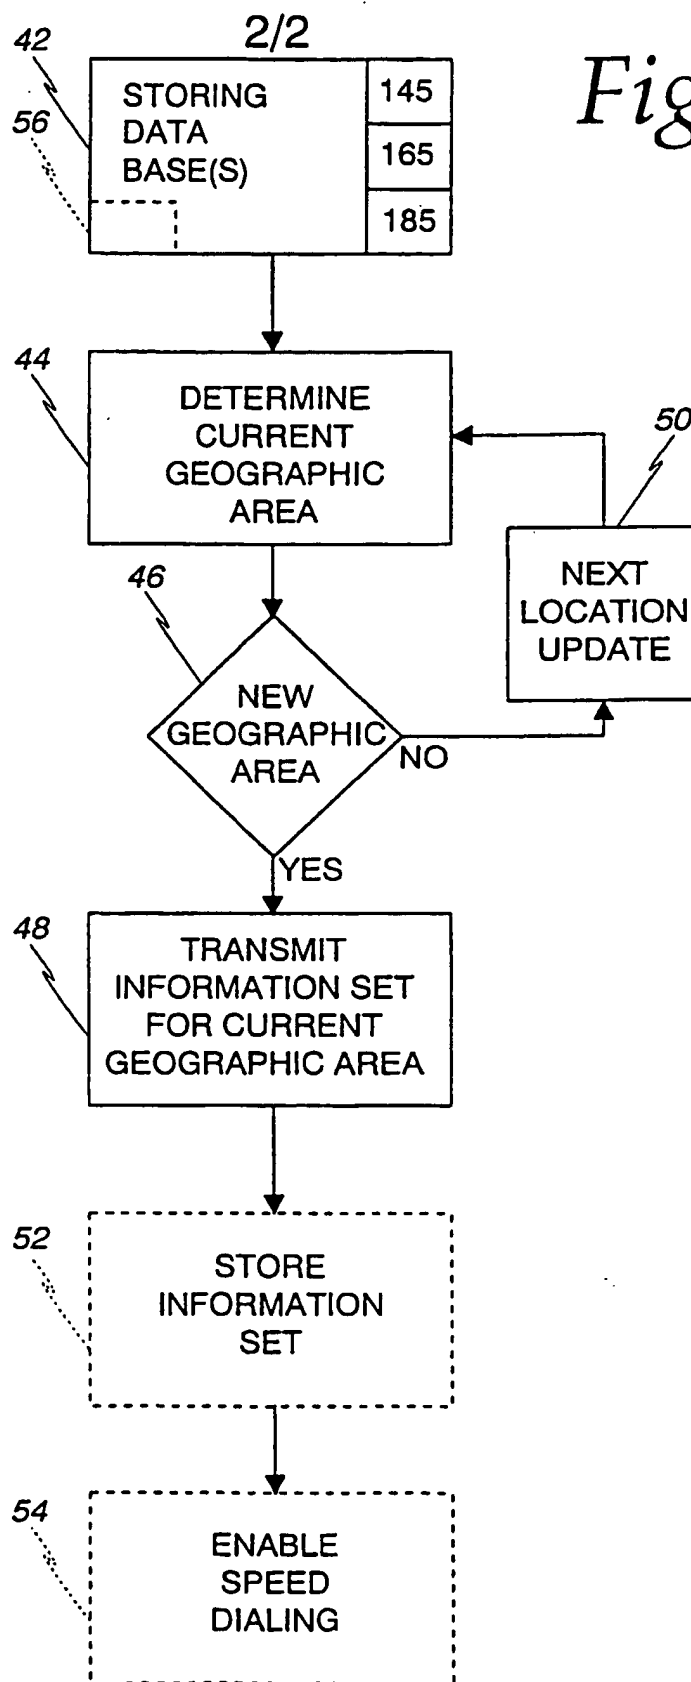 2/2
Fig
42
STORING
DATA
BASE(S)
145
165
185
56
44
DETERMINE
CURRENT
GEOGRAPHIC
AREA
50
NEXT
LOCATION
UPDATE
46
NEW
GEOGRAPHIC
AREA
NO
YES
48
TRANSMIT
INFORMATION SET
FOR CURRENT
GEOGRAPHIC AREA
52
STORE
INFORMATION
SET
54
ENABLE
SPEED
DIALING